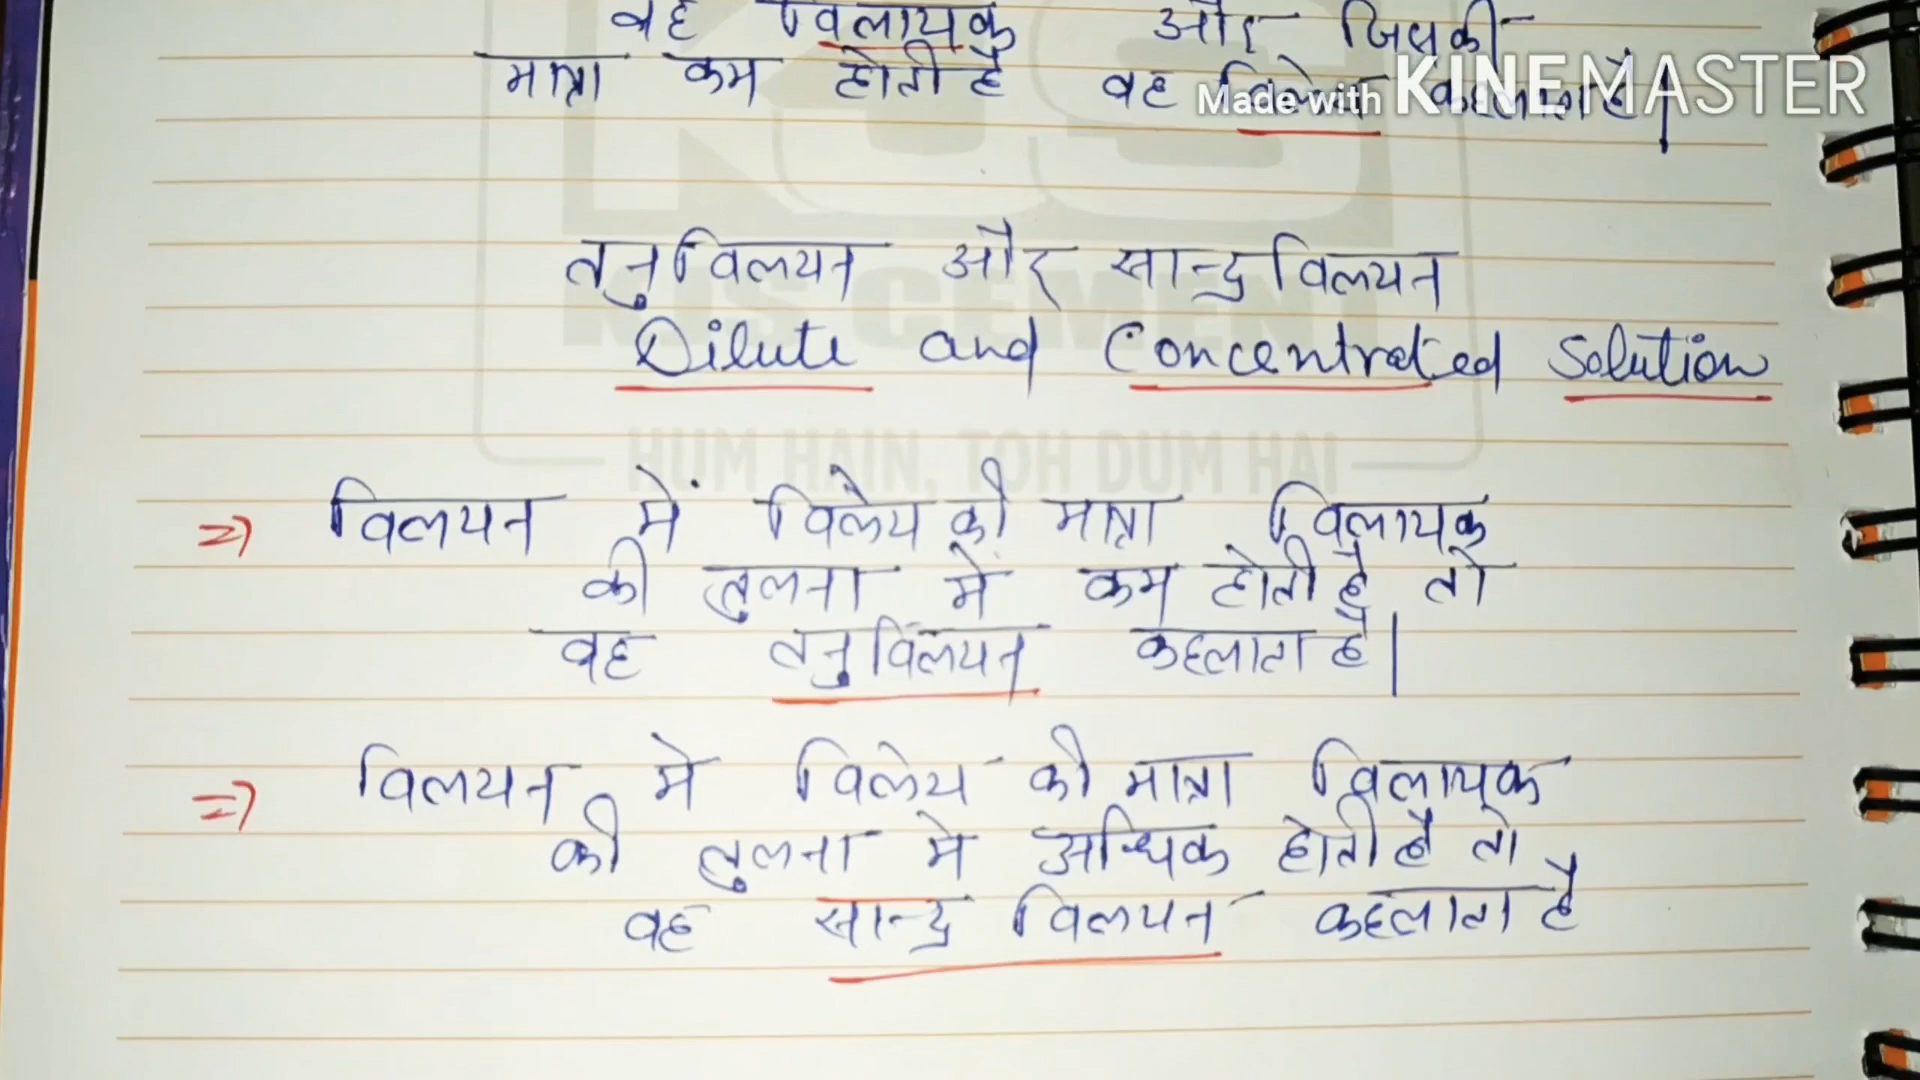 वह विलायक और जिसकी
मात्रा कम होती है वह विलेय कहलाता है|
Made with KINEMASTER
तनु विलयन और सान्द्र विलयन
Dilute and Concentrated Solution
HUM HAIN, TOH DUM HAI
=> विलयन में विलेय की मात्रा विलायक
की तुलना मे कम होती है तो
वह तनु विलयन कहलाता है|
=> विलयन मे विलेय की मात्रा विलायक
की तुलना मे अधिक होती है तो
वह सान्द्र विलयन कहलाता है